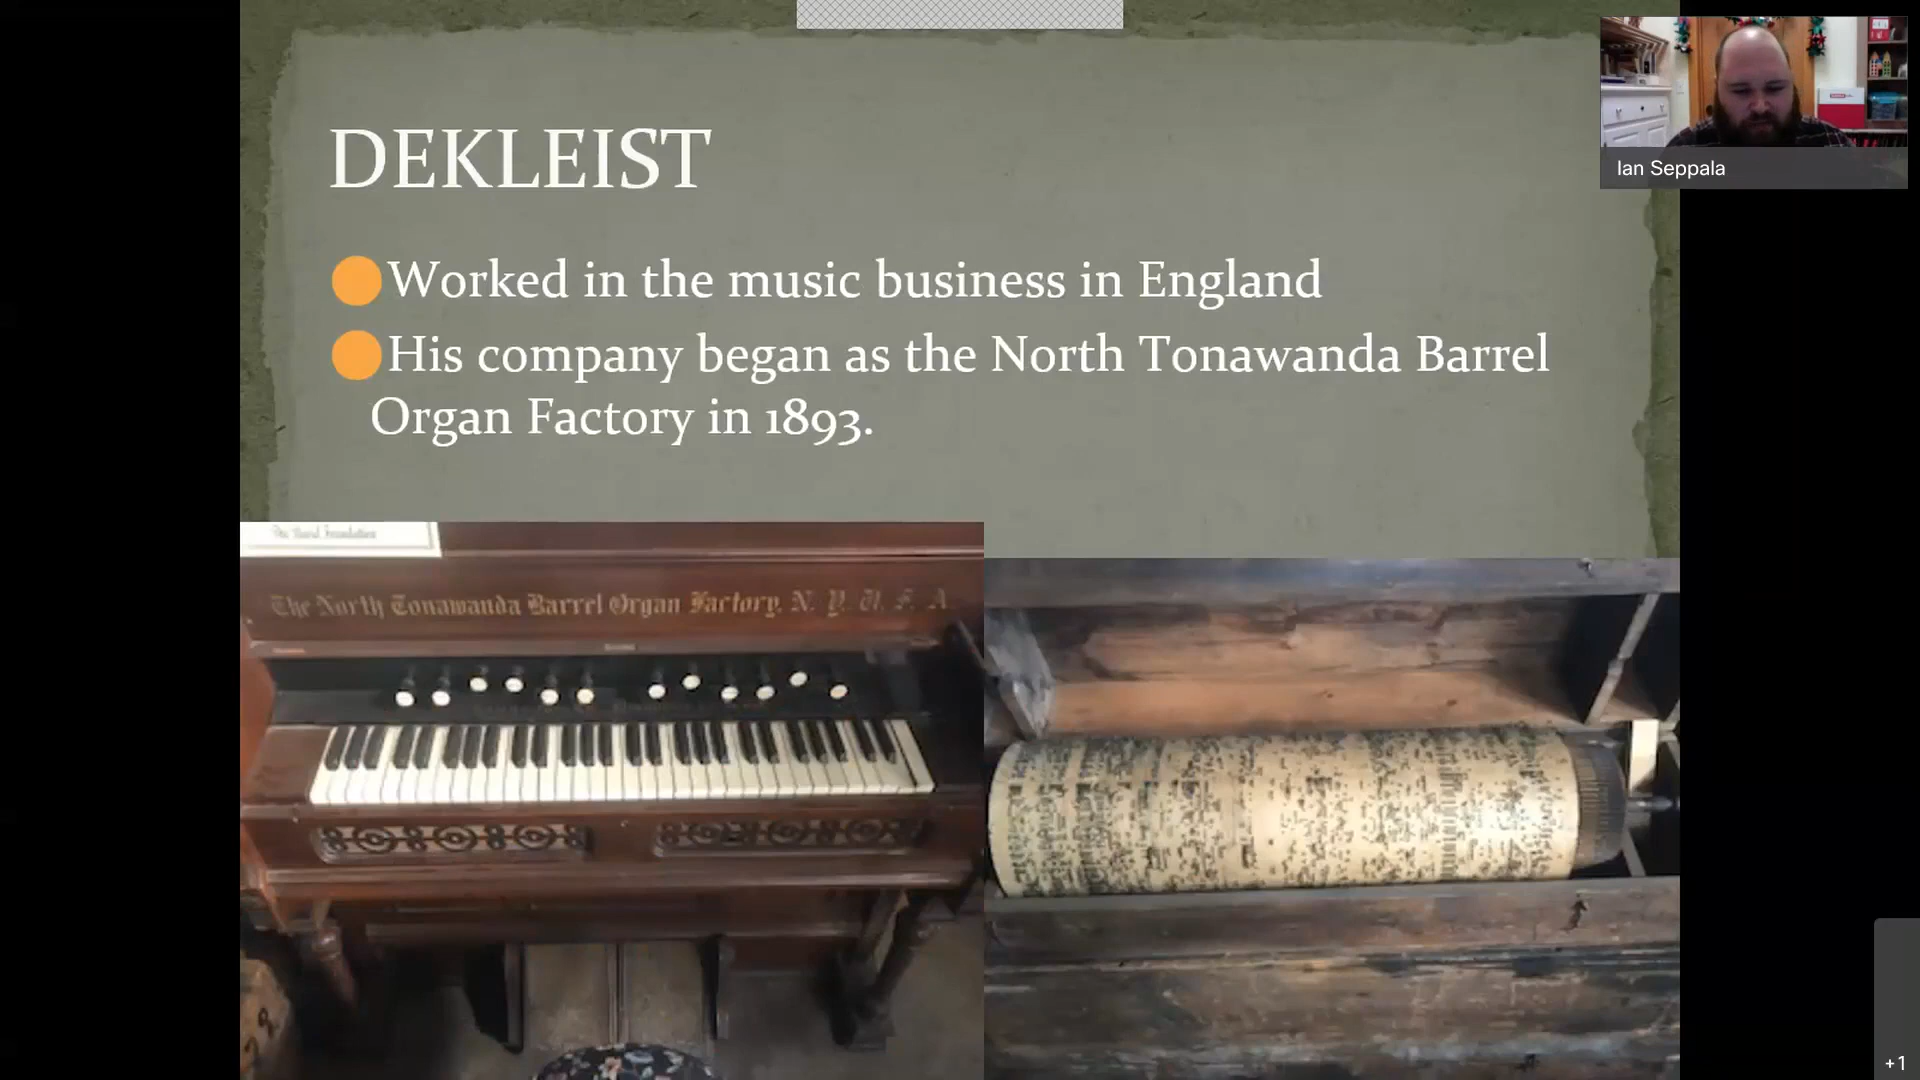 DEKLEIST
Ian Seppala
Worked in the music business in England
His company began as the North Tonawanda Barrel
Organ Factory in 1893.
The North Tonawanda Barrel Organ Factory, N. Y. U. S. A.
+1